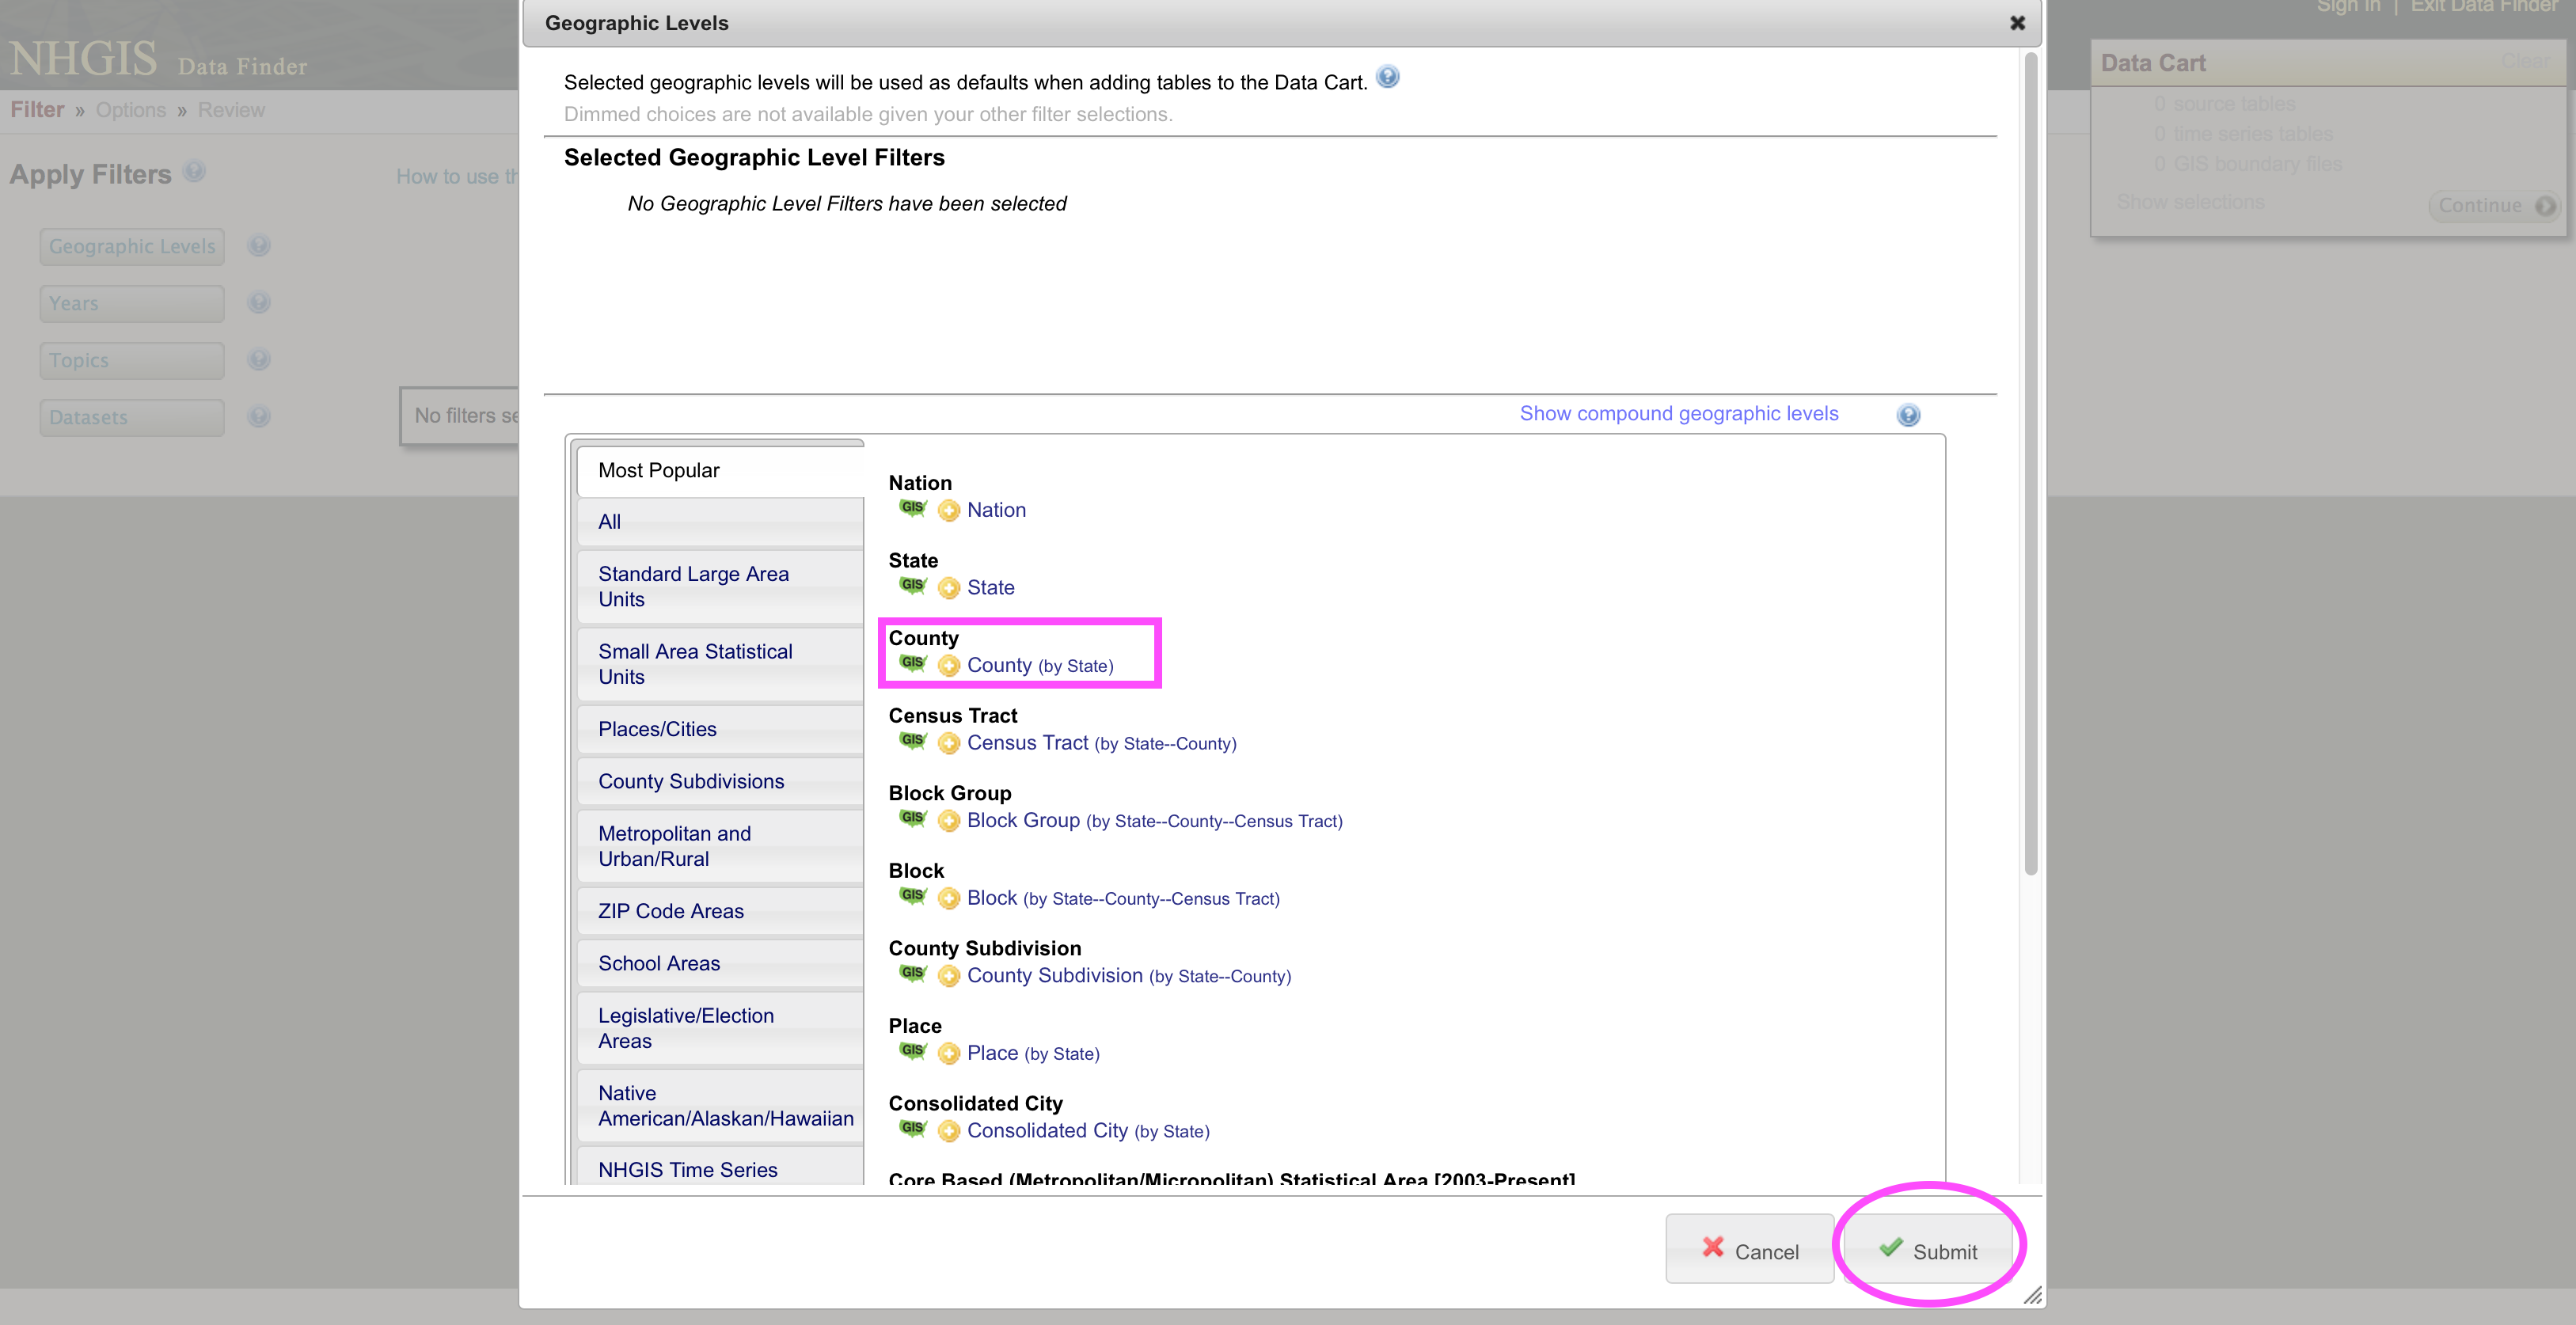 Geographic Levels
Sign In | Exit Data Finder
NHGIS Data Finder
Filter » Options » Review
Apply Filters
How to use th
Geographic Levels
Years
Topics
Datasets
No filters se
Selected geographic levels will be used as defaults when adding tables to the Data Cart.
Dimmed choices are not available given your other filter selections.
Selected Geographic Level Filters
No Geographic Level Filters have been selected
Show compound geographic levels
Most Popular
All
Standard Large Area
Units
Small Area Statistical
Units
Places/Cities
County Subdivisions
Metropolitan and
Urban/Rural
ZIP Code Areas
School Areas
Legislative/Election
Areas
Native
American/Alaskan/Hawaiian
NHGIS Time Series
Nation
GIS Nation
State
GIS State
County
GIS County (by State)
Census Tract
GIS Census Tract (by State--County)
Block Group
GIS Block Group (by State--County--Census Tract)
Block
GIS Block (by State--County--Census Tract)
County Subdivision
GIS County Subdivision (by State--County)
Place
GIS Place (by State)
Consolidated City
GIS Consolidated City (by State)
Core Based (Metropolitan/Micropolitan) Statistical Area [2003-Present]
Cancel
Submit
Data Cart
Clear
0 source tables
0 time series tables
0 GIS boundary files
Show selections
Continue